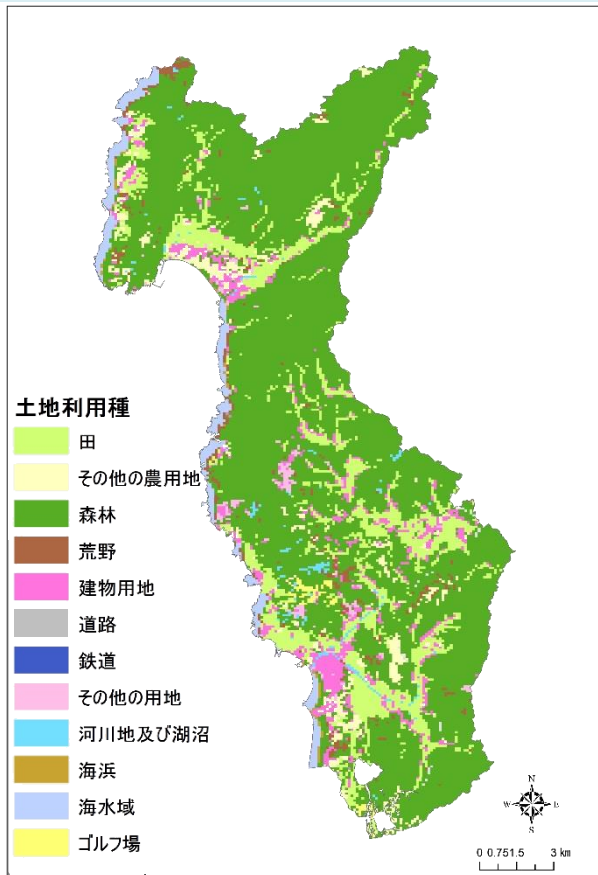 土地利用種
田
その他の農用地
森林
荒野
建物用地
道路
鉄道
その他の用地
河川地及び湖沼
海浜
海水域
ゴルフ場
N
W E
S
0 0.751.5 3 km